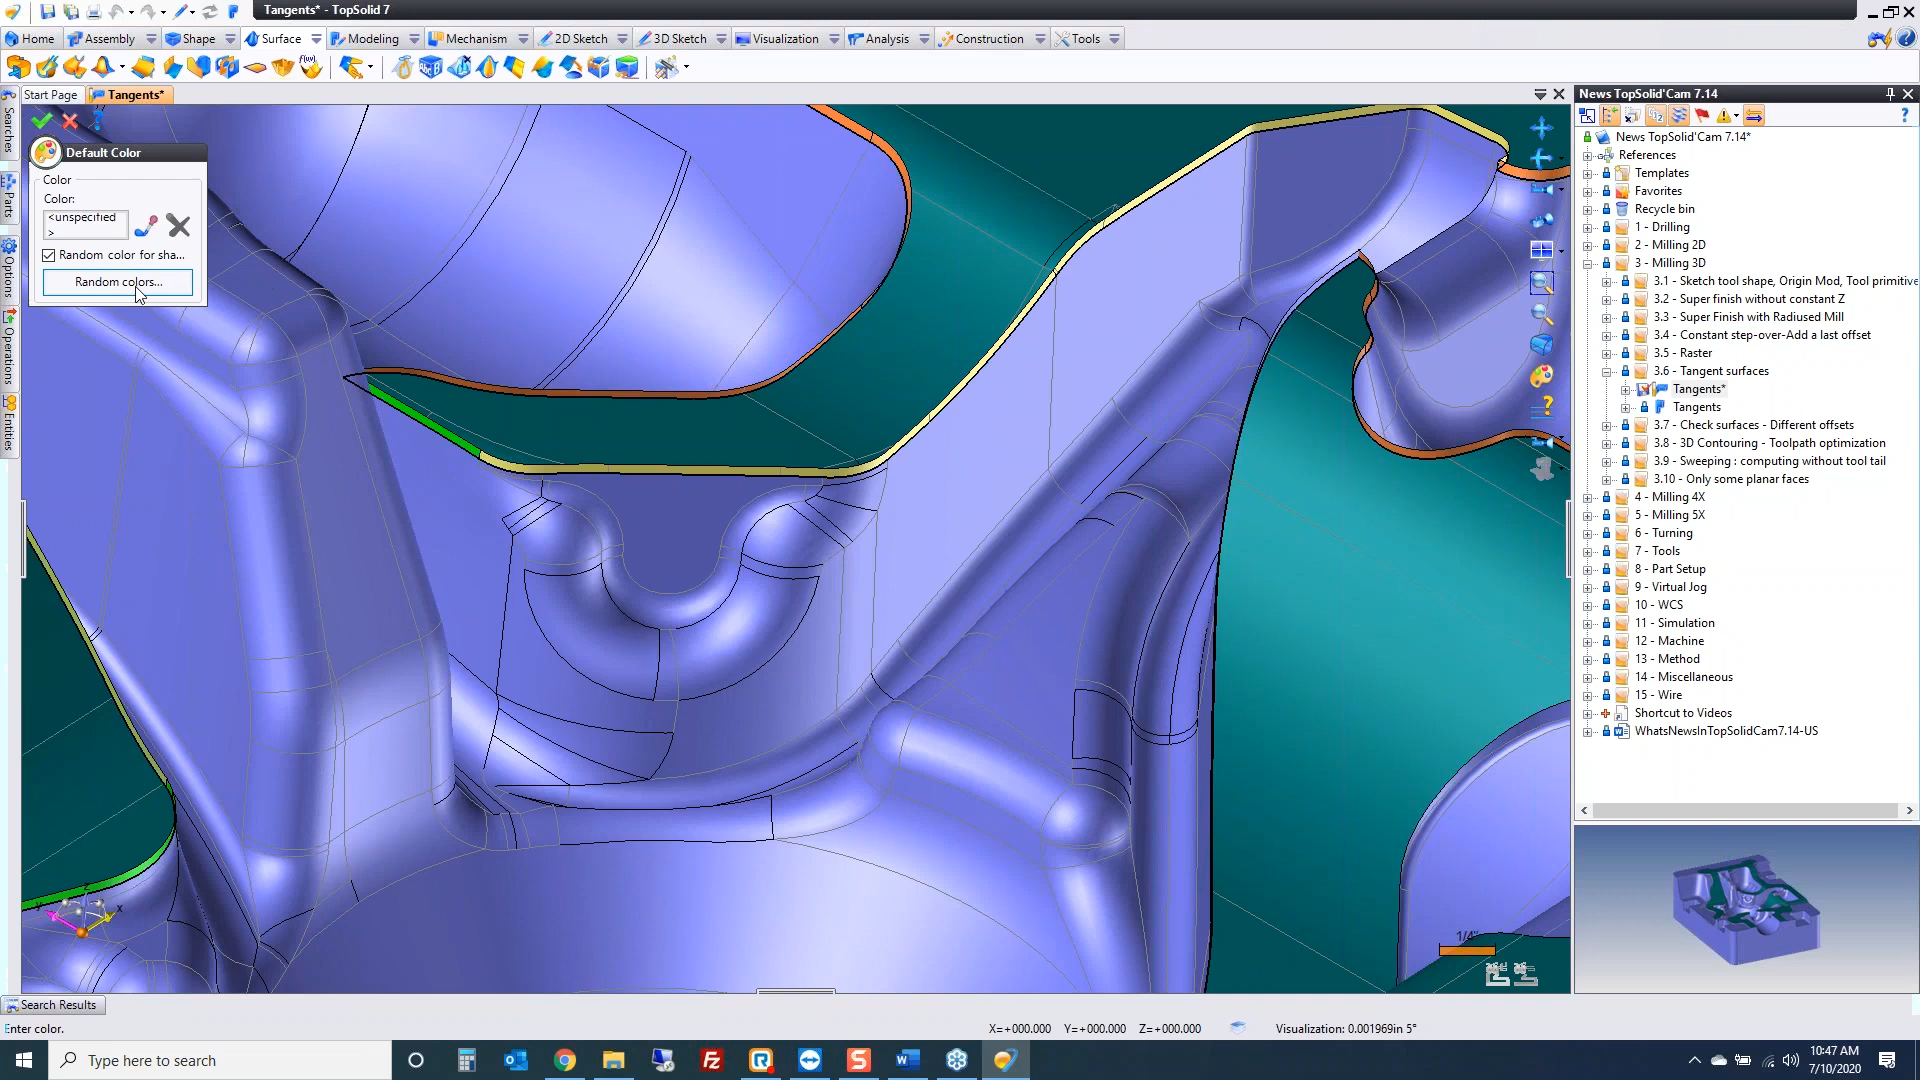 Tangents* - TopSolid 7
Home
Assembly
Shape
Surface
Modeling
Mechanism
2D Sketch
3D Sketch
Visualization
Analysis
Construction
Tools
Start Page
Tangents*
News TopSolid'Cam 7.14
Searches
Parts
Options
Operations
Entities
Default Color
Color
Color:
<unspecified
>
Random color for sha...
Random colors...
News TopSolid'Cam 7.14*
References
Templates
Favorites
Recycle bin
1 - Drilling
2 - Milling 2D
3 - Milling 3D
3.1 - Sketch tool shape, Origin Mod, Tool primitive
3.2 - Super finish without constant Z
3.3 - Super Finish with Radiused Mill
3.4 - Constant step-over-Add a last offset
3.5 - Raster
3.6 - Tangent surfaces
Tangents*
Tangents
3.7 - Check surfaces - Different offsets
3.8 - 3D Contouring - Toolpath optimization
3.9 - Sweeping : computing without tool tail
3.10 - Only some planar faces
4 - Milling 4X
5 - Milling 5X
6 - Turning
7 - Tools
8 - Part Setup
9 - Virtual Jog
10 - WCS
11 - Simulation
12 - Machine
13 - Method
14 - Miscellaneous
15 - Wire
Shortcut to Videos
WhatsNewsInTopSolidCam7.14-US
z
x
1/4"
Search Results
Enter color.
X=+000.000 Y=+000.000 Z=+000.000
Visualization: 0.001969in 5°
Type here to search
10:47 AM
7/10/2020